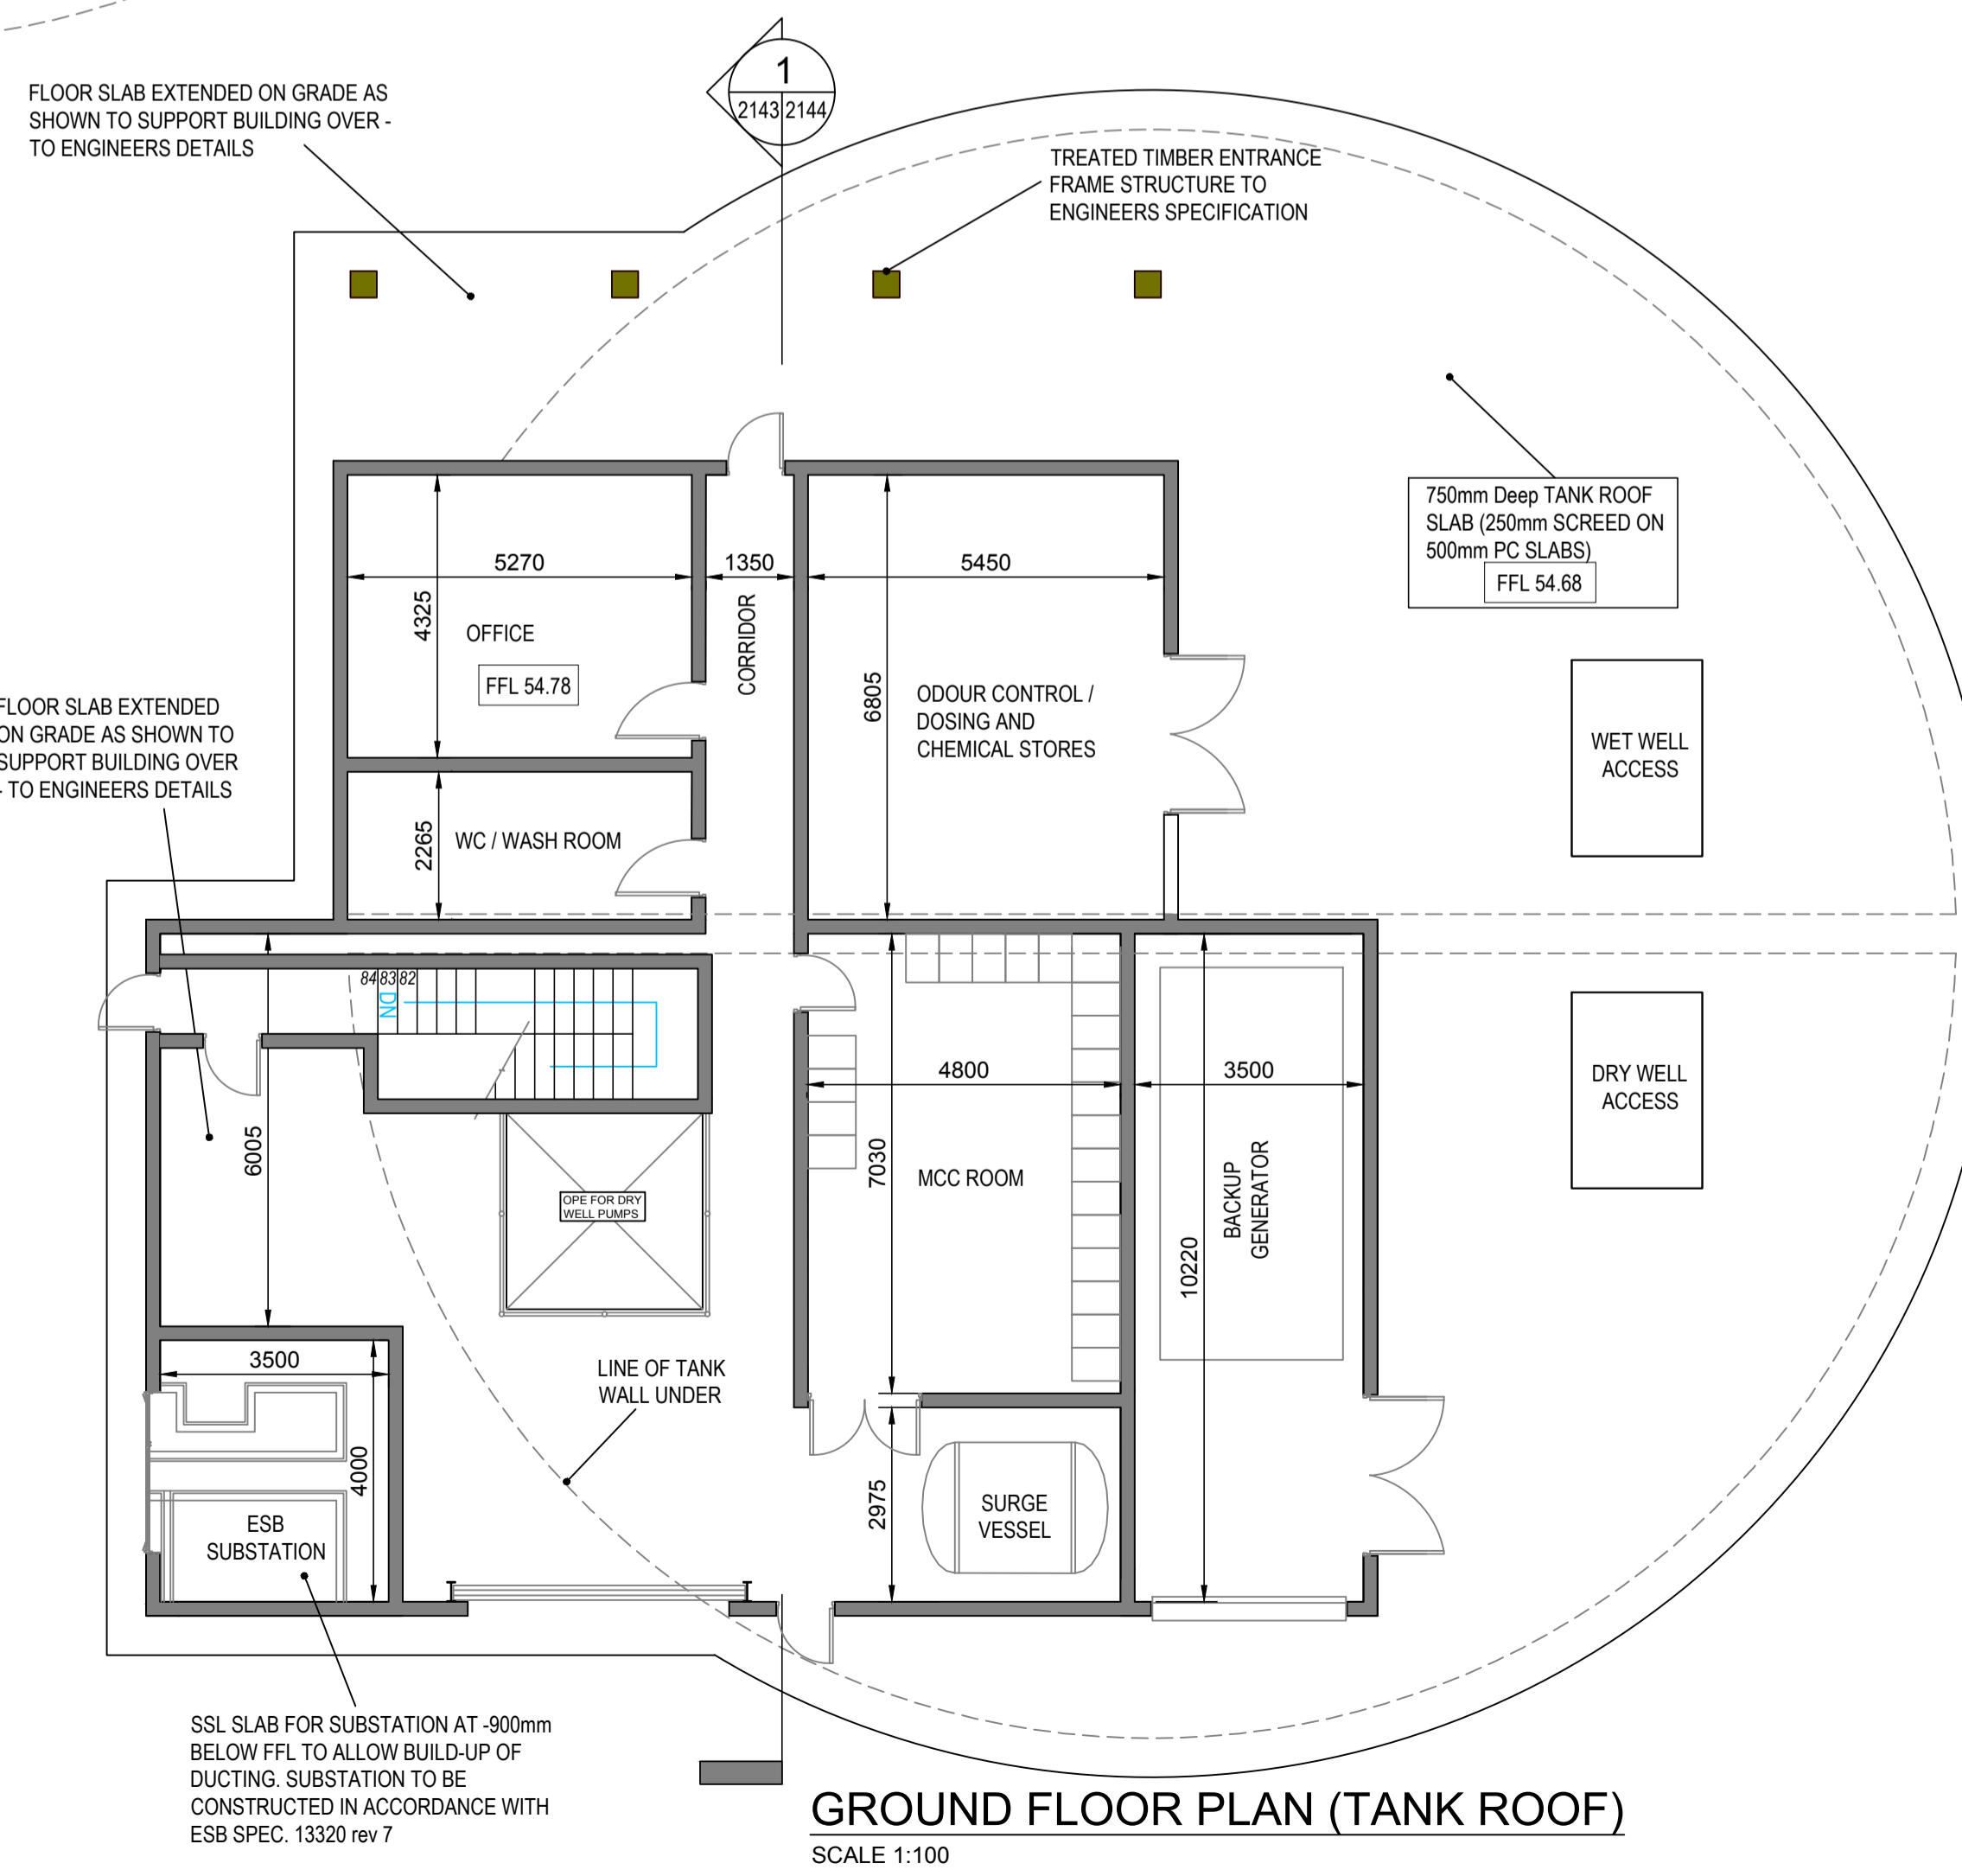 1
2143 2144
FLOOR SLAB EXTENDED ON GRADE AS
SHOWN TO SUPPORT BUILDING OVER -
TO ENGINEERS DETAILS
TREATED TIMBER ENTRANCE
FRAME STRUCTURE TO
ENGINEERS SPECIFICATION
750mm Deep TANK ROOF
SLAB (250mm SCREED ON
500mm PC SLABS)
FFL 54.68
5270
1350
5450
4325
OFFICE
FFL 54.78
CORRIDOR
6805
ODOUR CONTROL /
DOSING AND
CHEMICAL STORES
WET WELL
ACCESS
FLOOR SLAB EXTENDED
ON GRADE AS SHOWN TO
SUPPORT BUILDING OVER
- TO ENGINEERS DETAILS
2265
WC / WASH ROOM
84 83 82
DN
6005
4800
3500
DRY WELL
ACCESS
7030
MCC ROOM
BACKUP
GENERATOR
10220
OPE FOR DRY
WELL PUMPS
3500
LINE OF TANK
WALL UNDER
4000
ESB
SUBSTATION
2975
SURGE
VESSEL
SSL SLAB FOR SUBSTATION AT -900mm
BELOW FFL TO ALLOW BUILD-UP OF
DUCTING. SUBSTATION TO BE
CONSTRUCTED IN ACCORDANCE WITH
ESB SPEC. 13320 rev 7
GROUND FLOOR PLAN (TANK ROOF)
SCALE 1:100